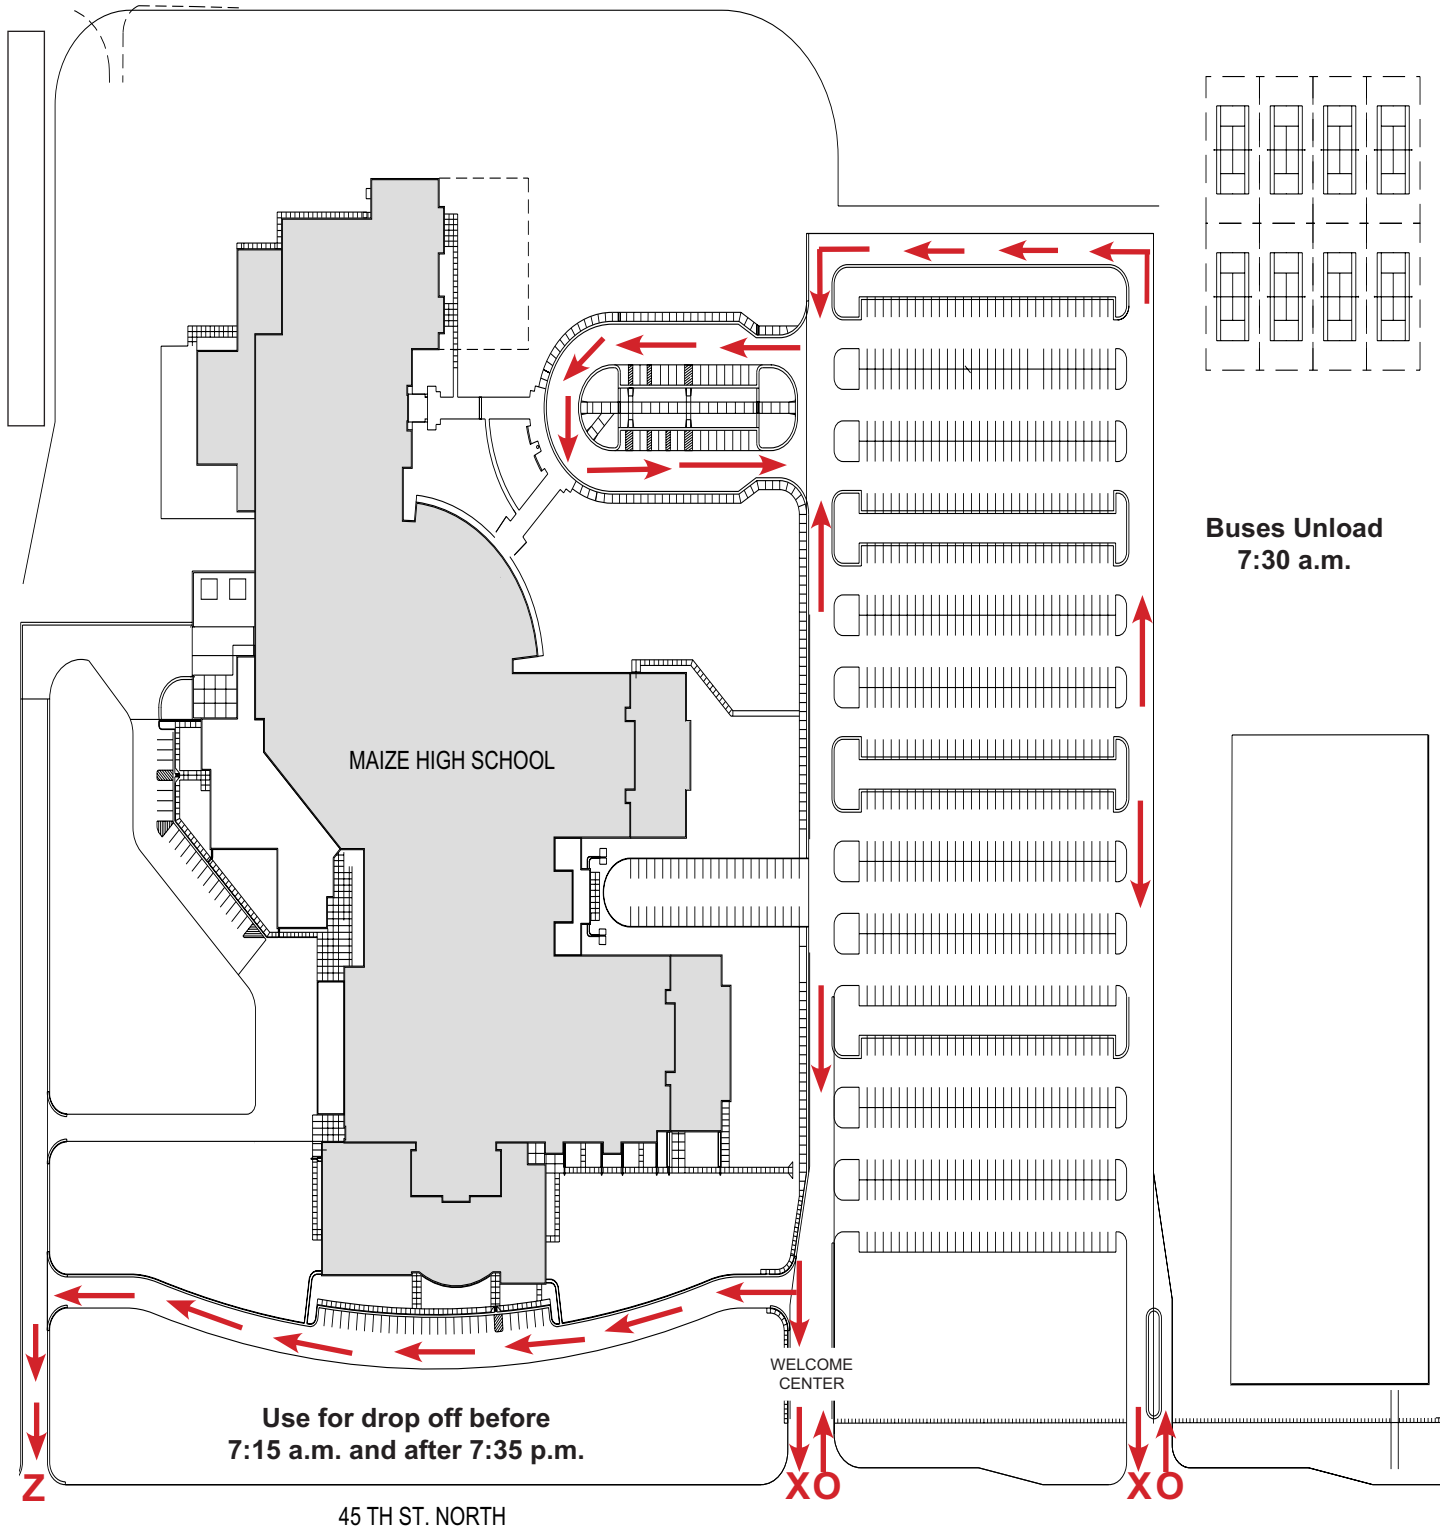 Buses Unload
7:30 a.m.
MAIZE HIGH SCHOOL
WELCOME
CENTER
Use for drop off before
7:15 a.m. and after 7:35 p.m.
Z
XO
XO
45 TH ST. NORTH